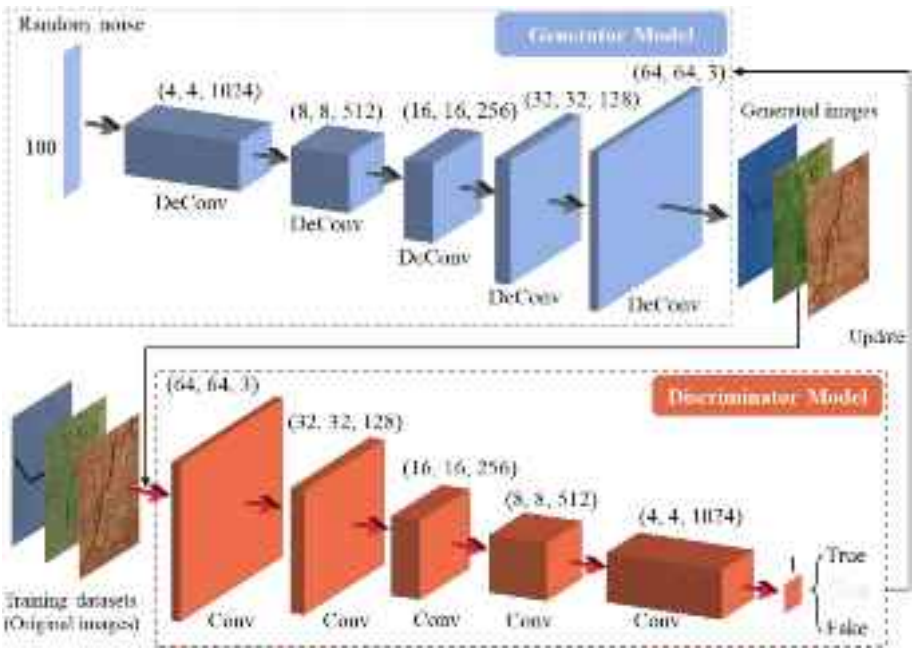 Random noise
Generator Model
(64, 64, 3)
(4, 4, 1024)
(8, 8, 512)
(16, 16, 256)
(32, 32, 128)
Generated images
100
DeConv
DeConv
DeConv
DeConv
DeConv
Update
(64, 64, 3)
Discriminator Model
(32, 32, 128)
(16, 16, 256)
(8, 8, 512)
(4, 4, 1024)
1
True
Fake
Training datasets
(Original images)
Conv
Conv
Conv
Conv
Conv